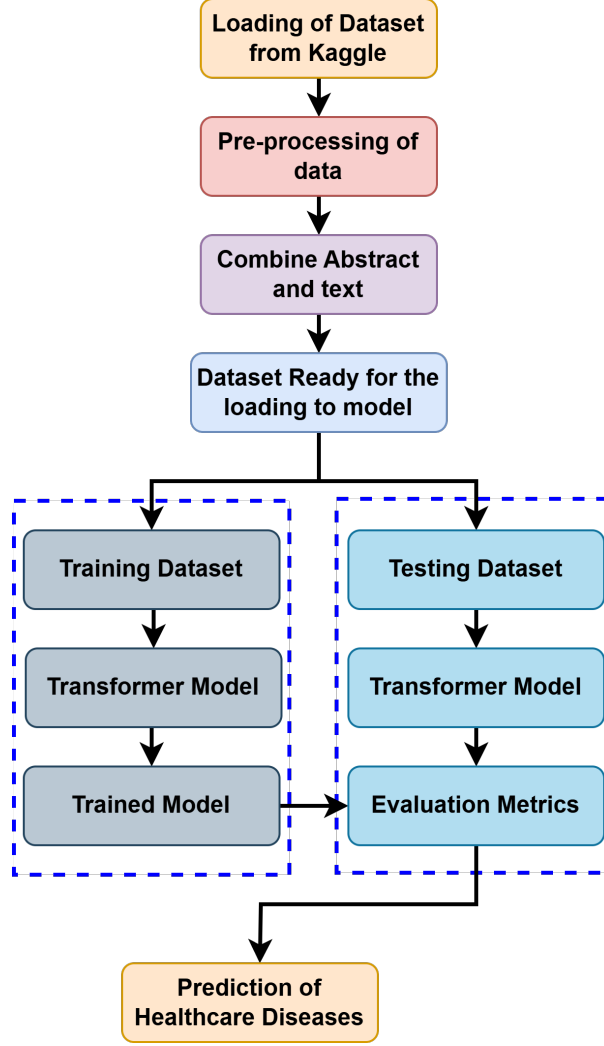 Loading of Dataset
from Kaggle
Pre-processing of
data
Combine Abstract
and text
Dataset Ready for the
loading to model
Training Dataset
Transformer Model
Trained Model
Testing Dataset
Transformer Model
Evaluation Metrics
Prediction of
Healthcare Diseases